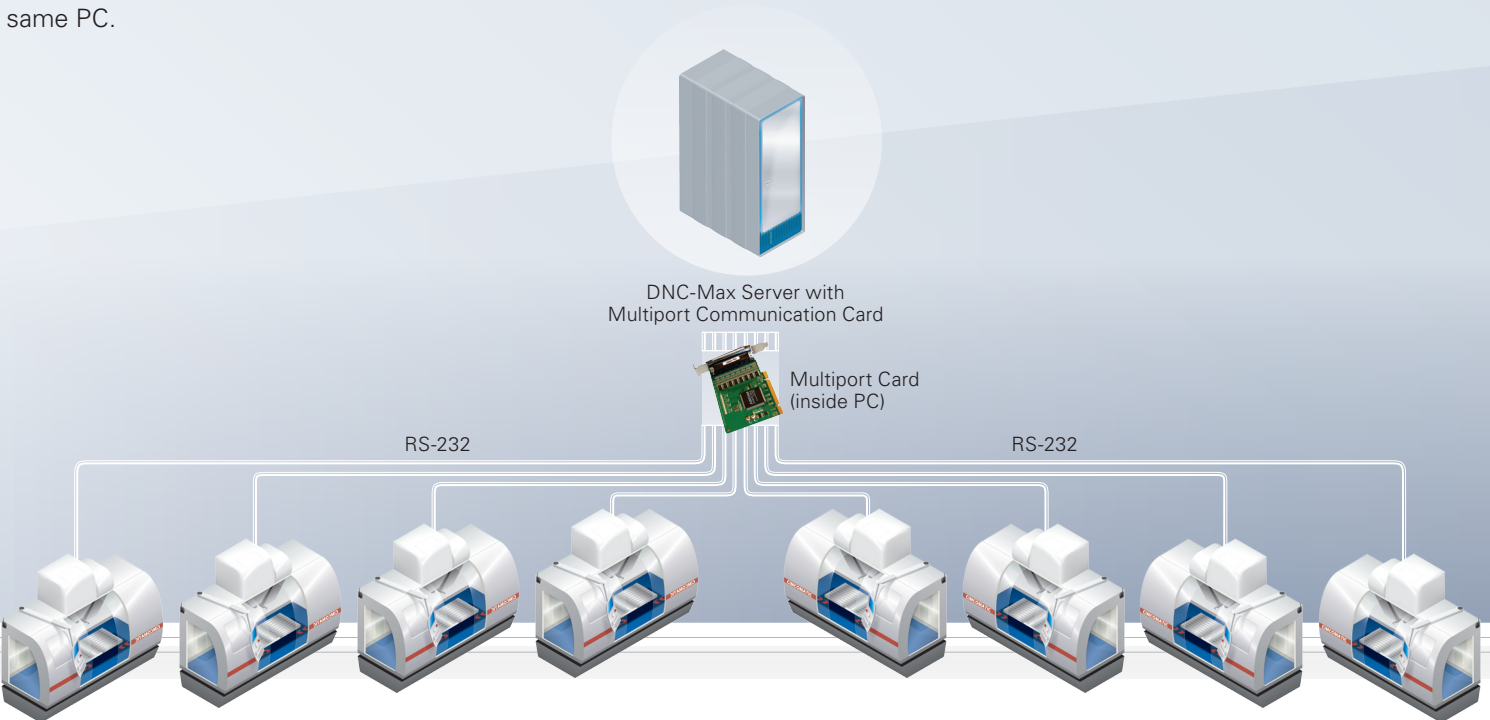 same PC.
DNC-Max Server with
Multiport Communication Card
Multiport Card
(inside PC)
RS-232
RS-232